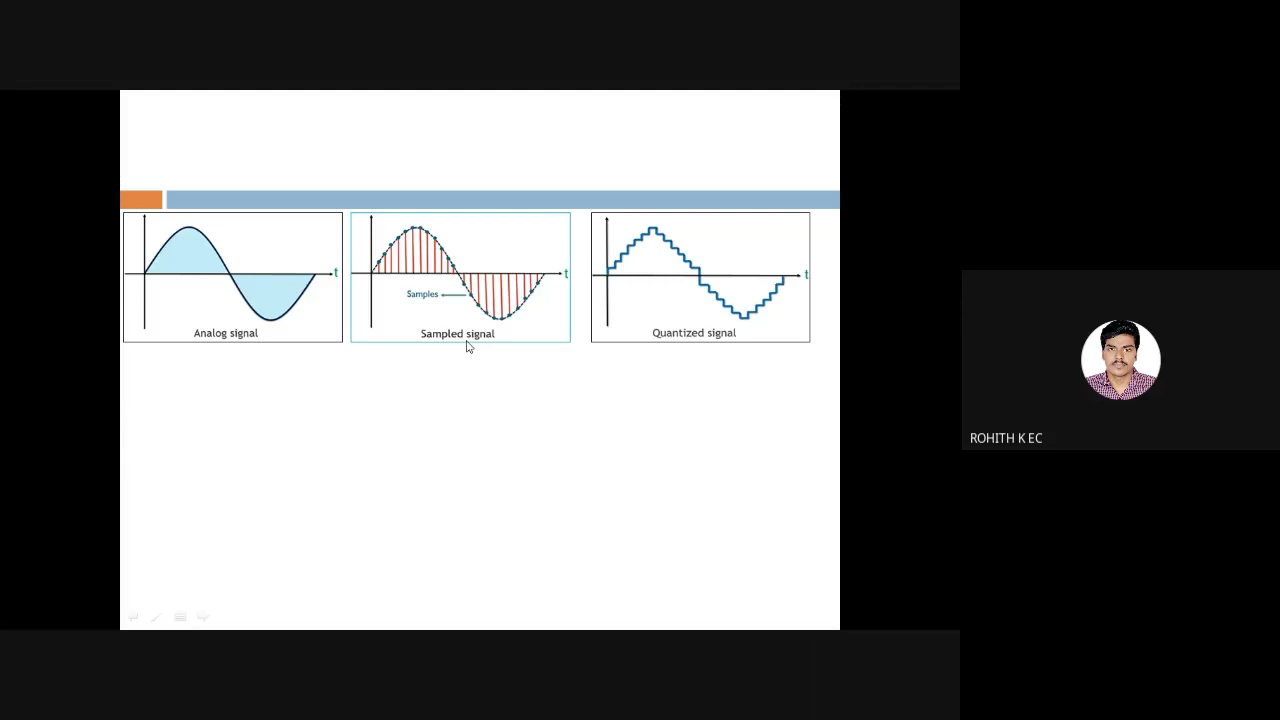 t
Analog signal
t
Samples
Sampled signal
t
Quantized signal
ROHITH K EC